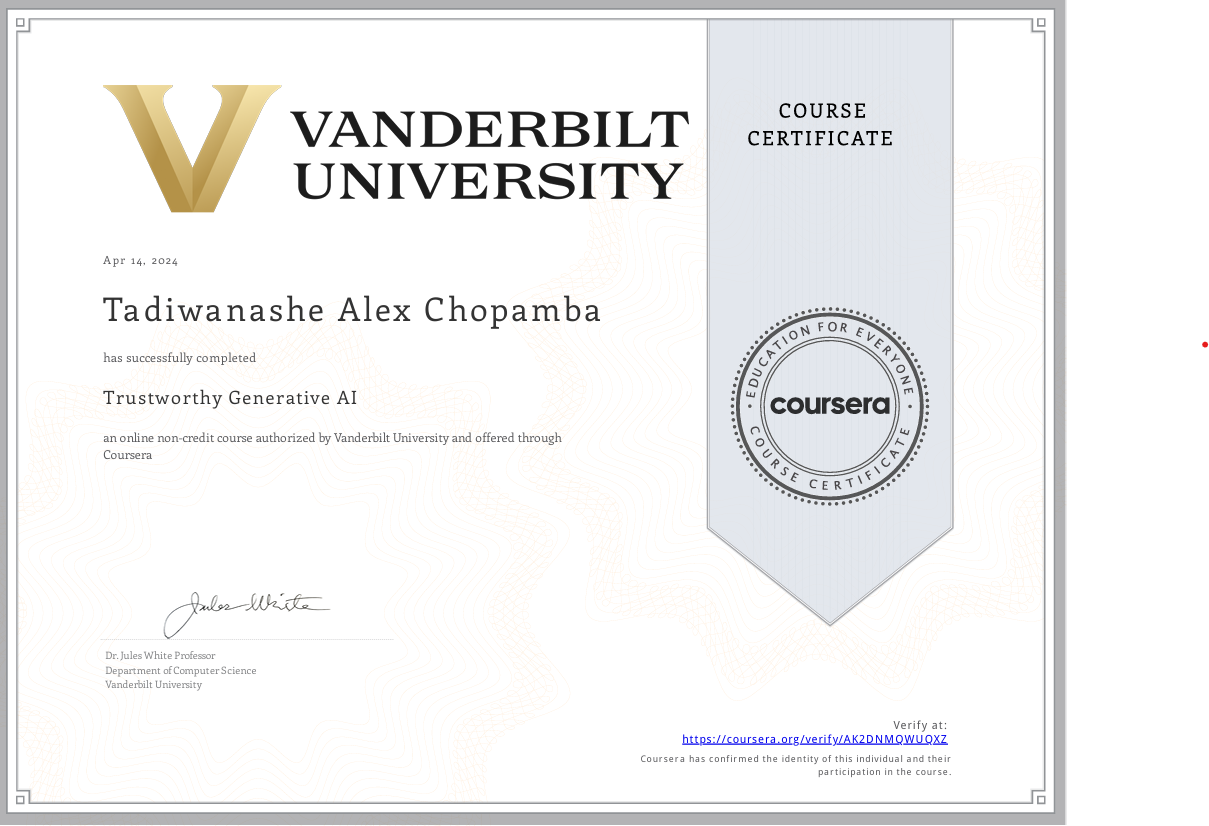 VANDERBILT
UNIVERSITY
COURSE
CERTIFICATE
Apr 14, 2024
Tadiwanashe Alex Chopamba
has successfully completed
Trustworthy Generative AI
an online non-credit course authorized by Vanderbilt University and offered through
Coursera
EDUCATION FOR EVERYONE
coursera
COURSE CERTIFICATE
Jules White
Dr. Jules White Professor
Department of Computer Science
Vanderbilt University
Verify at:
https://coursera.org/verify/AK2DNMQWUQXZ
Coursera has confirmed the identity of this individual and their
participation in the course.